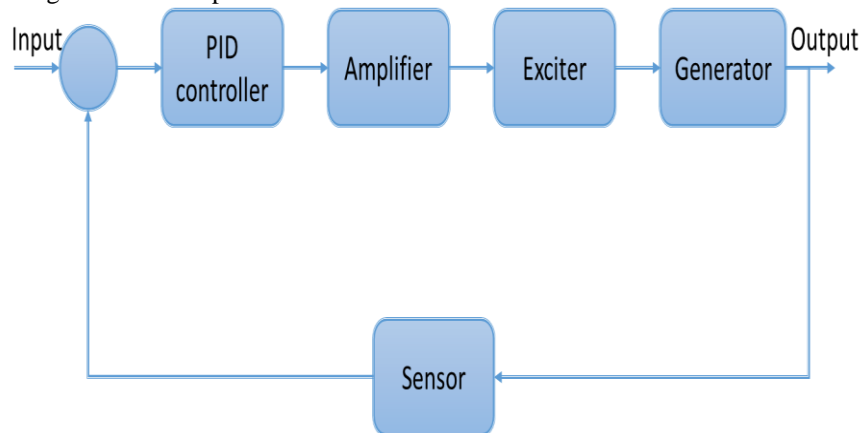 Input
PID
controller
Amplifier
Exciter
Generator
Output
Sensor